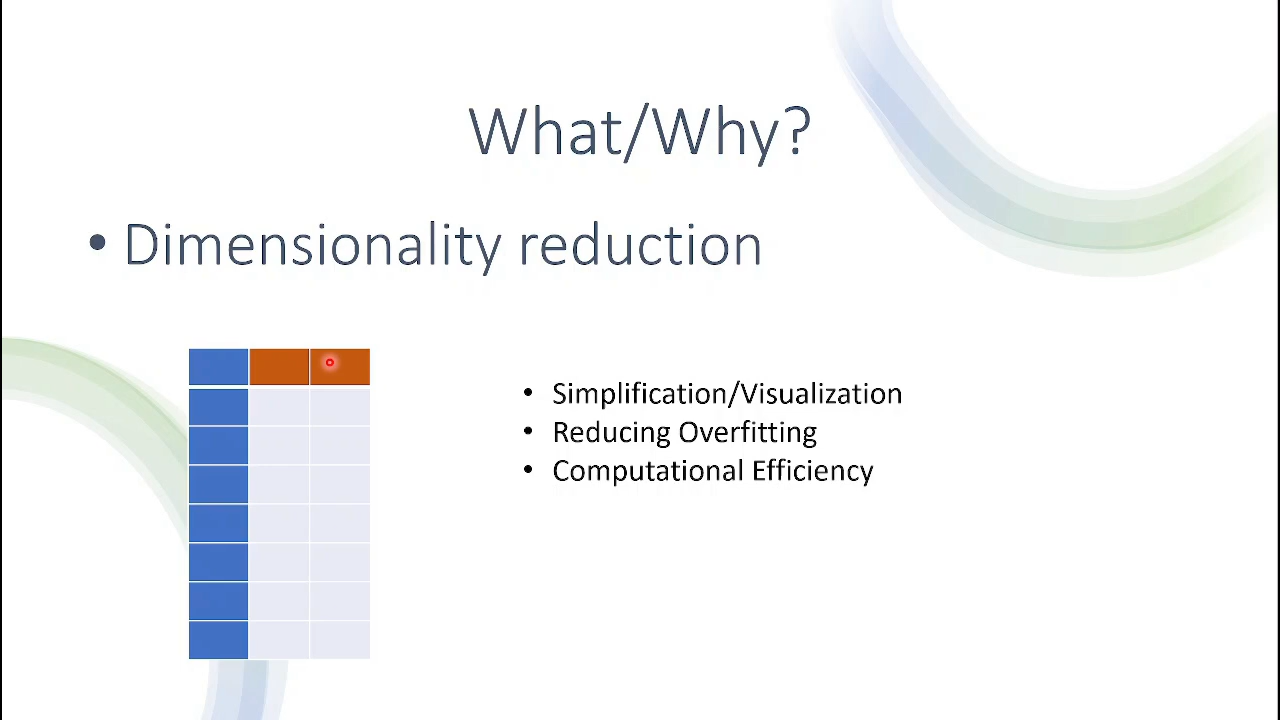 What/Why?
• Dimensionality reduction
• Simplification/Visualization
• Reducing Overfitting
• Computational Efficiency